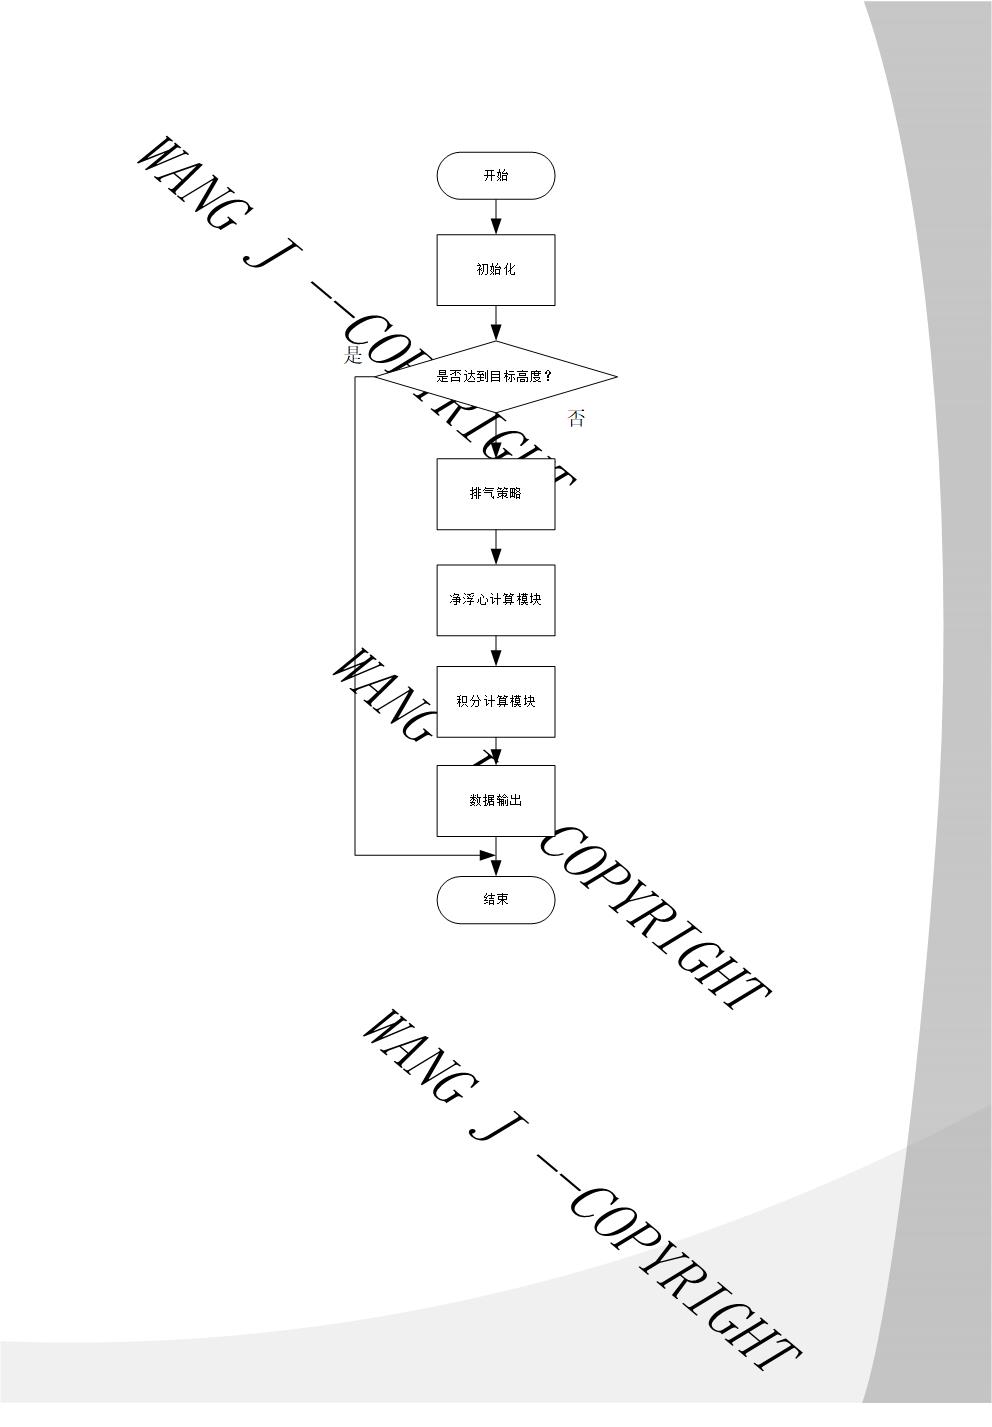 开始
初始化
是
是否达到目标高度？
否
排气策略
净浮心计算模块
积分计算模块
数据输出
结束
WANG J --COPYRIGHT
WANG J COPYRIGHT
WANG J --COPYRIGHT